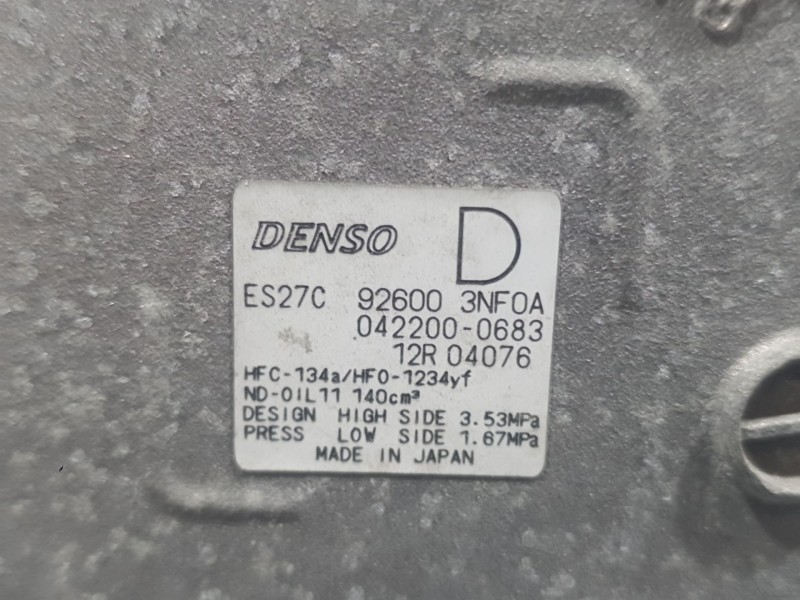 DENSO D
ES27C 92600 3NF0A
042200-0683
12R 04076
HFC-134a/HFO-1234yf
ND-OIL11 140cm³
DESIGN HIGH SIDE 3.53MPa
PRESS LOW SIDE 1.67MPa
MADE IN JAPAN